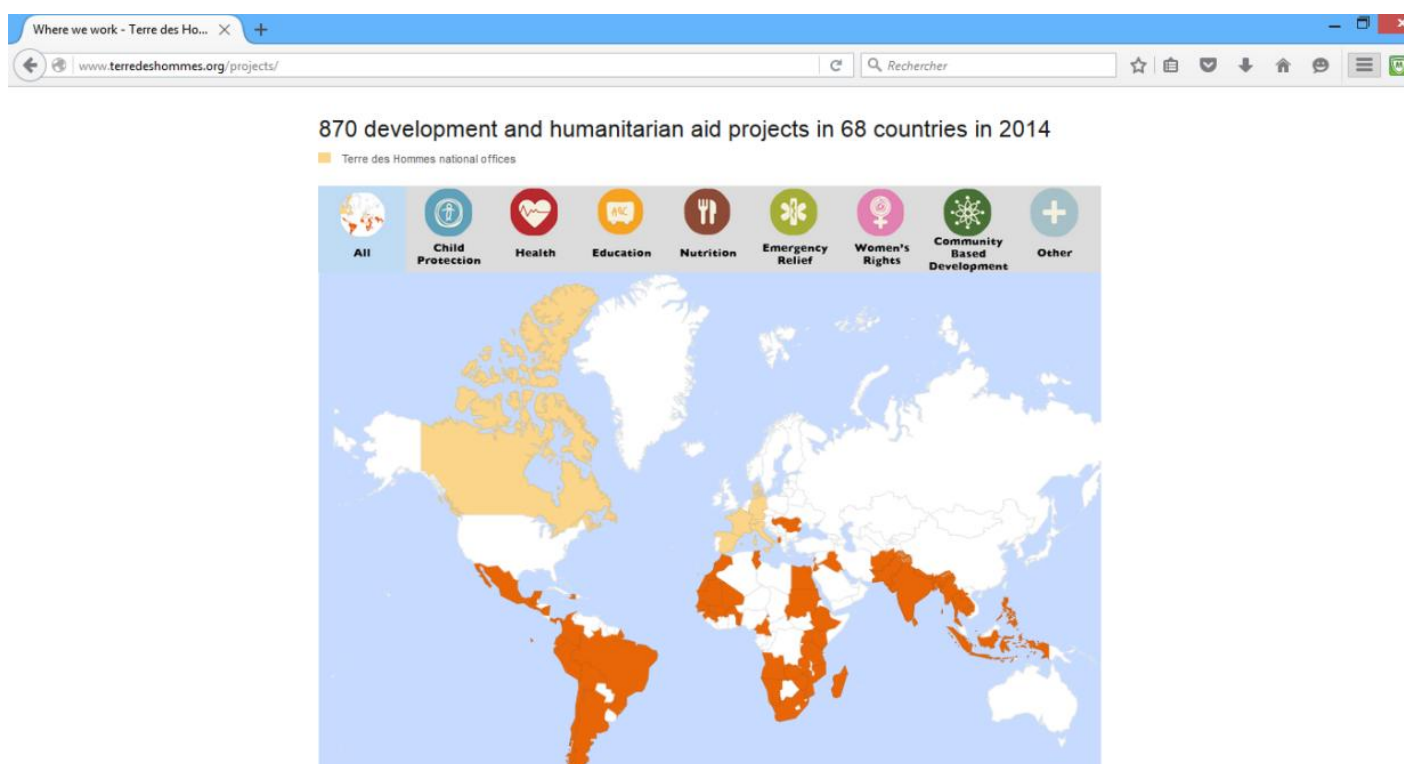 Where we work - Terre des Ho...
www.terredeshommes.org/projects/
Rechercher
870 development and humanitarian aid projects in 68 countries in 2014
Terre des Hommes national offices
All
Child
Protection
Health
ABC
Education
Nutrition
Emergency
Relief
Women's
Rights
Community
Based
Development
Other